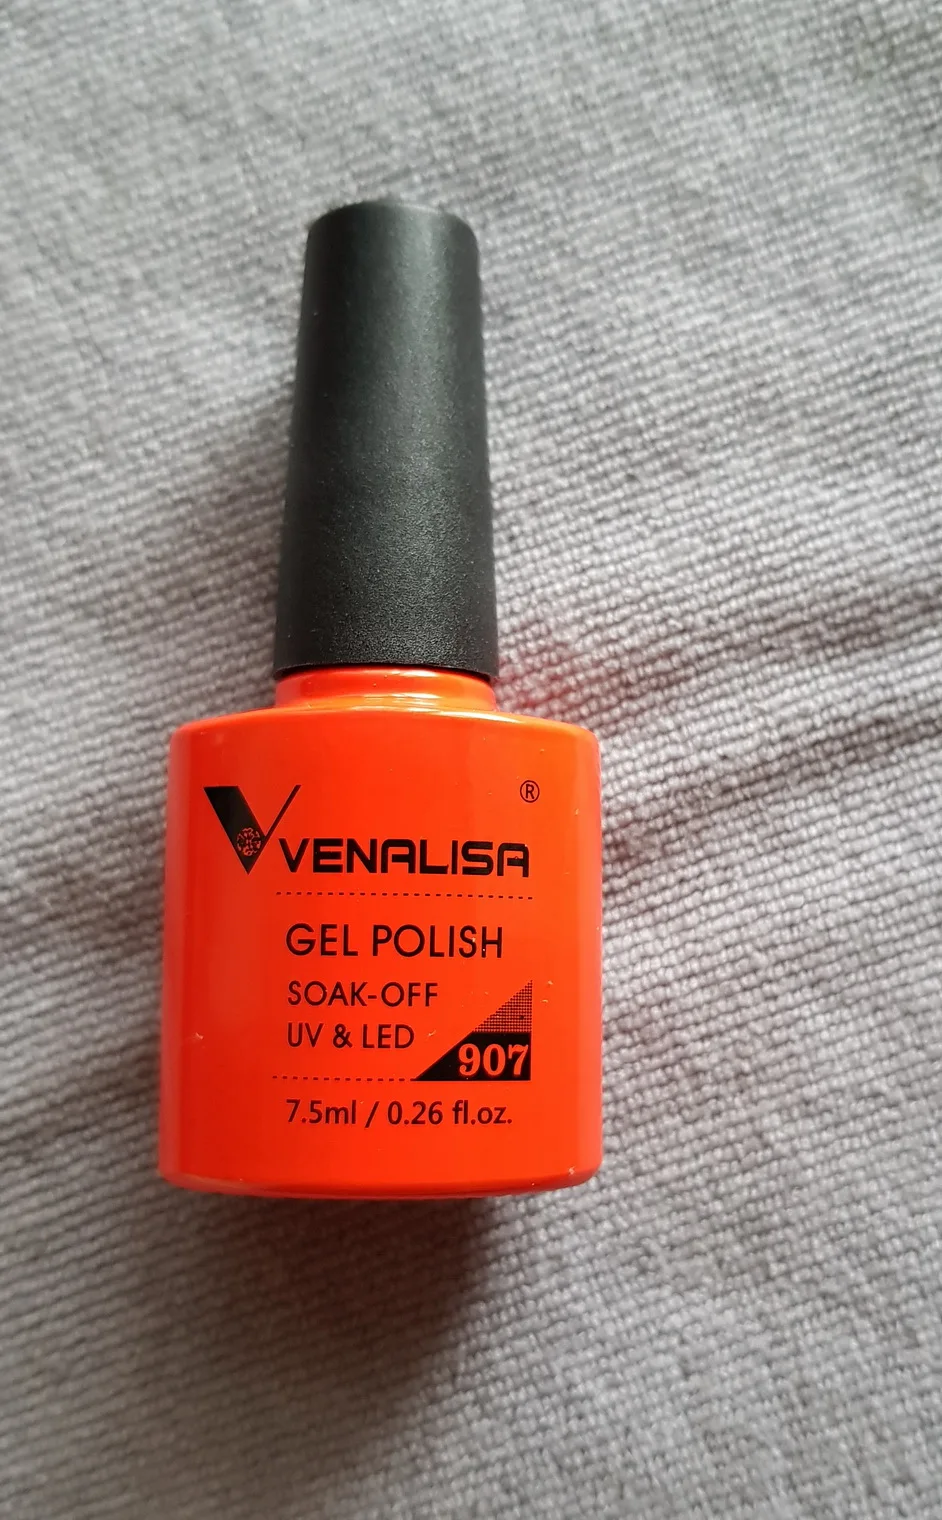 ®
VENALISA
GEL POLISH
SOAK-OFF
UV & LED
907
7.5ml / 0.26 fl.oz.